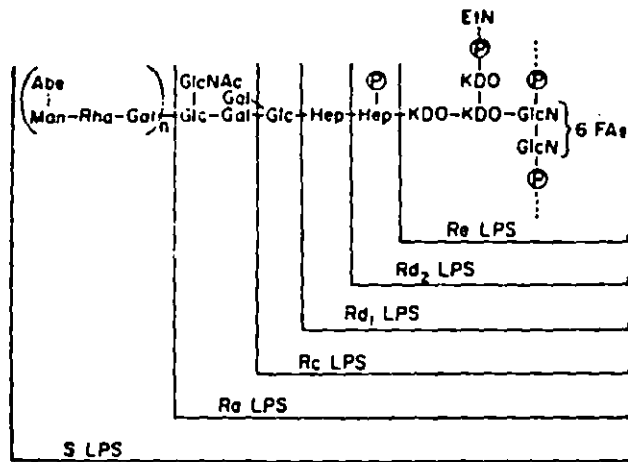 EtN
P
Abe GlcNAc P KDO P
Gal
(Man-Rha-Gal)n-Glc-Gal-Glc-Hep-Hep-KDO-KDO-GlcN
GlcN } 6 FAs
P
Re LPS
Rd2 LPS
Rd1 LPS
Rc LPS
Ra LPS
S LPS